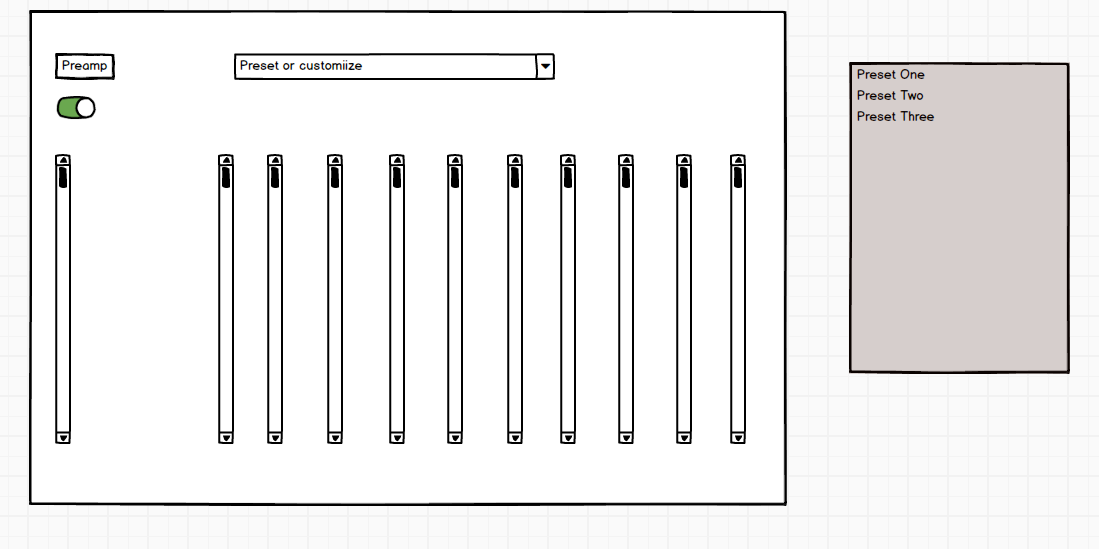 Preamp
Preset or customiize
Preset One
Preset Two
Preset Three